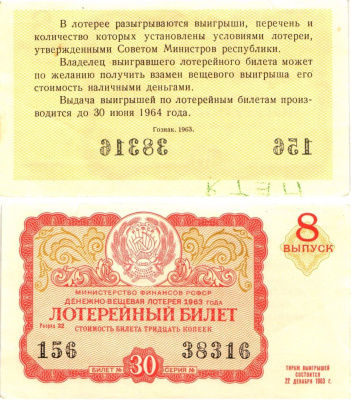 В лотерее разыгрываются выигрыши, перечень и
количество которых установлены условиями лотереи,
утвержденными Советом Министров республики.
Владелец выигравшего лотерейного билета может
по желанию получить взамен вещевого выигрыша его
стоимость наличными деньгами.
Выдача выигрышей по лотерейным билетам произ-
водится до 30 июня 1964 года.
Гознак. 1963.
38316 156
8
ВЫПУСК
МИНИСТЕРСТВО ФИНАНСОВ РСФСР
ДЕНЕЖНО-ВЕЩЕВАЯ ЛОТЕРЕЯ 1963 ГОДА
ЛОТЕРЕЙНЫЙ БИЛЕТ
Разряд 22
СТОИМОСТЬ БИЛЕТА ТРИДЦАТЬ КОПЕЕК
156 38316
БИЛЕТ № 30 СЕРИЯ №
ТИРАЖ ВЫИГРЫШЕЙ
СОСТОИТСЯ
22 ДЕКАБРЯ 1963 г.